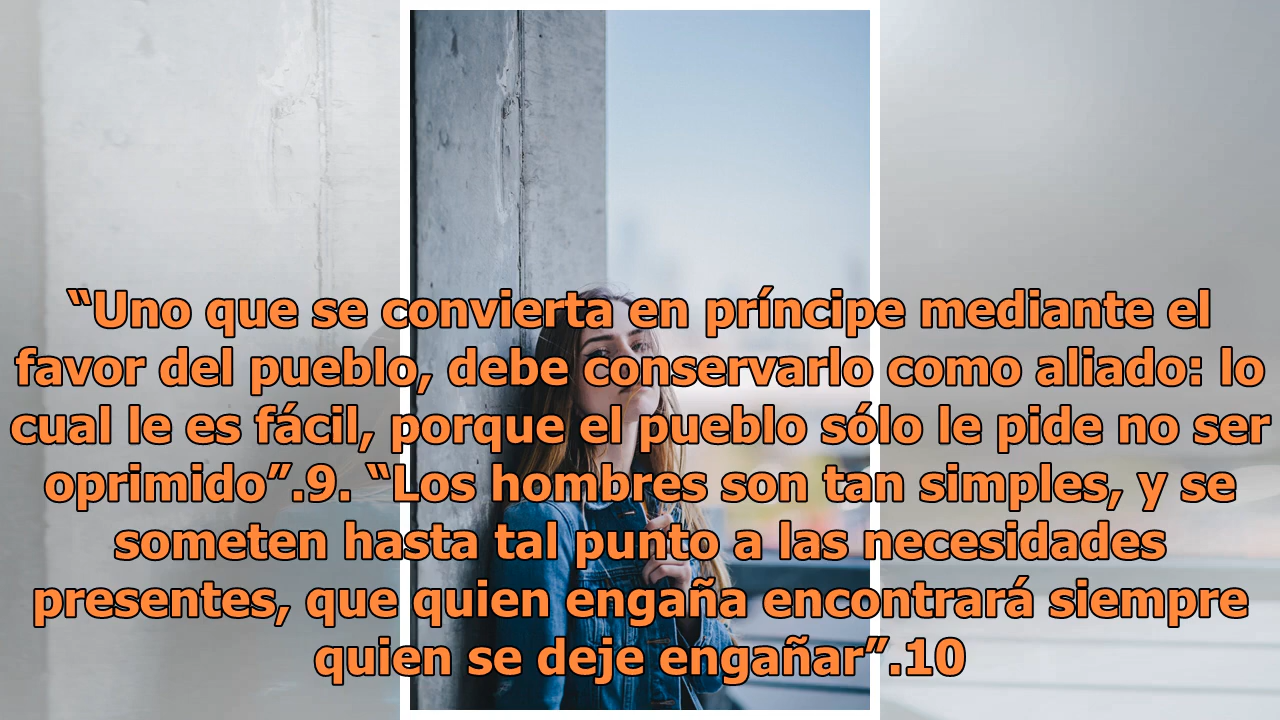 “Uno que se convierta en príncipe mediante el
favor del pueblo, debe conservarlo como aliado: lo
cual le es fácil, porque el pueblo sólo le pide no ser
oprimido”.9. “Los hombres son tan simples, y se
someten hasta tal punto a las necesidades
presentes, que quien engaña encontrará siempre
quien se deje engañar”.10